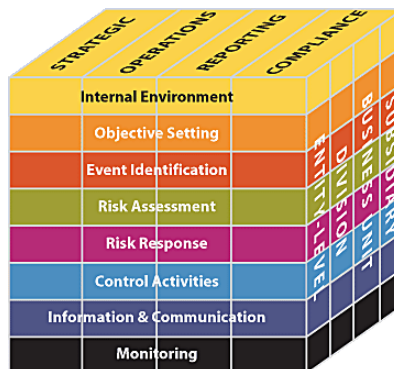 STRATEGIC
OPERATIONS
REPORTING
COMPLIANCE
Internal Environment
Objective Setting
Event Identification
Risk Assessment
Risk Response
Control Activities
Information & Communication
Monitoring
ENTITY-LEVEL
DIVISION
BUSINESS UNIT
SUBSIDIARY